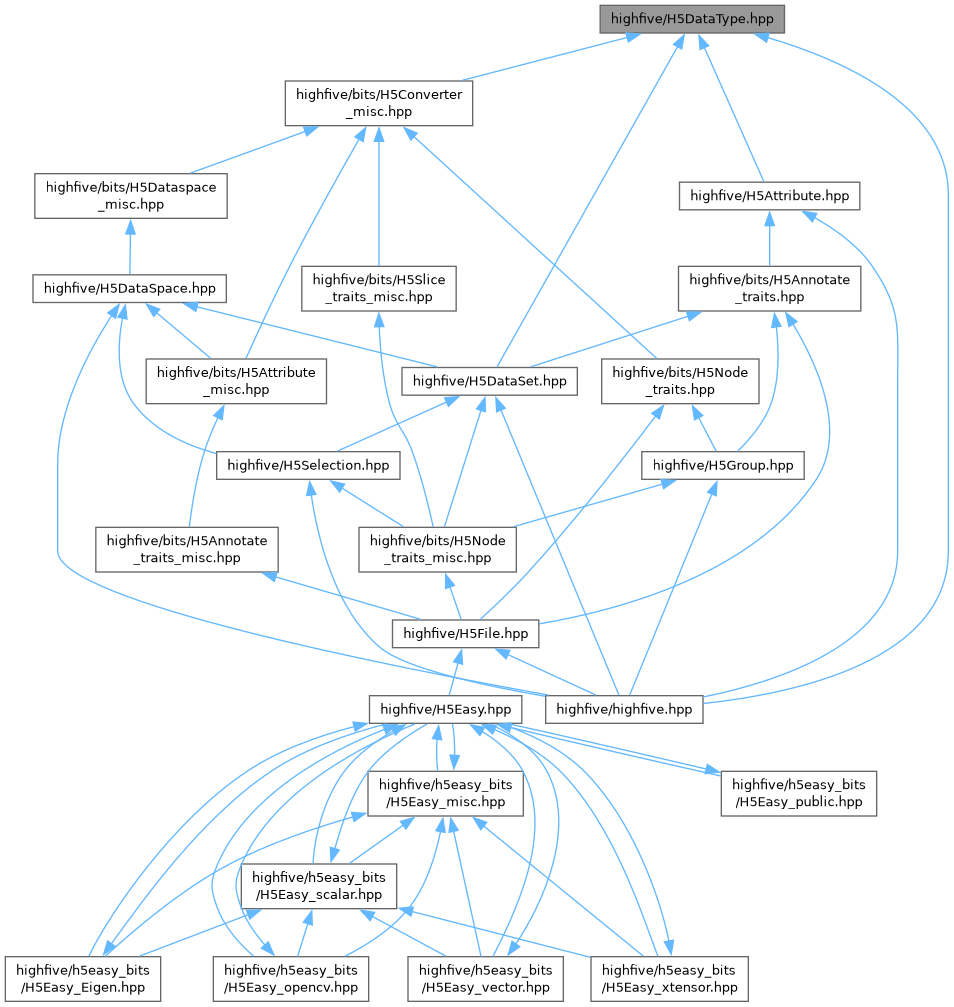 highfive/H5DataType.hpp
highfive/bits/H5Converter
_misc.hpp
highfive/bits/H5Dataspace
_misc.hpp
highfive/H5Attribute.hpp
highfive/H5DataSpace.hpp
highfive/bits/H5Slice
_traits_misc.hpp
highfive/bits/H5Annotate
_traits.hpp
highfive/bits/H5Attribute
_misc.hpp
highfive/H5DataSet.hpp
highfive/bits/H5Node
_traits.hpp
highfive/H5Selection.hpp
highfive/H5Group.hpp
highfive/bits/H5Annotate
_traits_misc.hpp
highfive/bits/H5Node
_traits_misc.hpp
highfive/H5File.hpp
highfive/H5Easy.hpp
highfive/highfive.hpp
highfive/h5easy_bits
/H5Easy_misc.hpp
highfive/h5easy_bits
/H5Easy_public.hpp
highfive/h5easy_bits
/H5Easy_scalar.hpp
highfive/h5easy_bits
/H5Easy_Eigen.hpp
highfive/h5easy_bits
/H5Easy_opencv.hpp
highfive/h5easy_bits
/H5Easy_vector.hpp
highfive/h5easy_bits
/H5Easy_xtensor.hpp